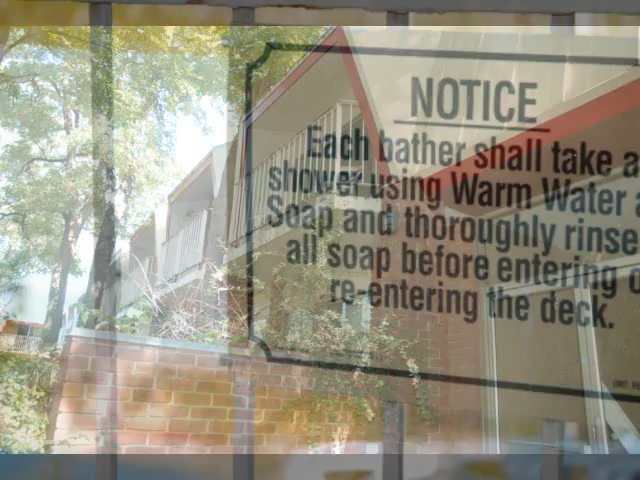 NOTICE
Each bather shall take a
shower using Warm Water
Soap and thoroughly rinse
all soap before entering
re-entering the deck.